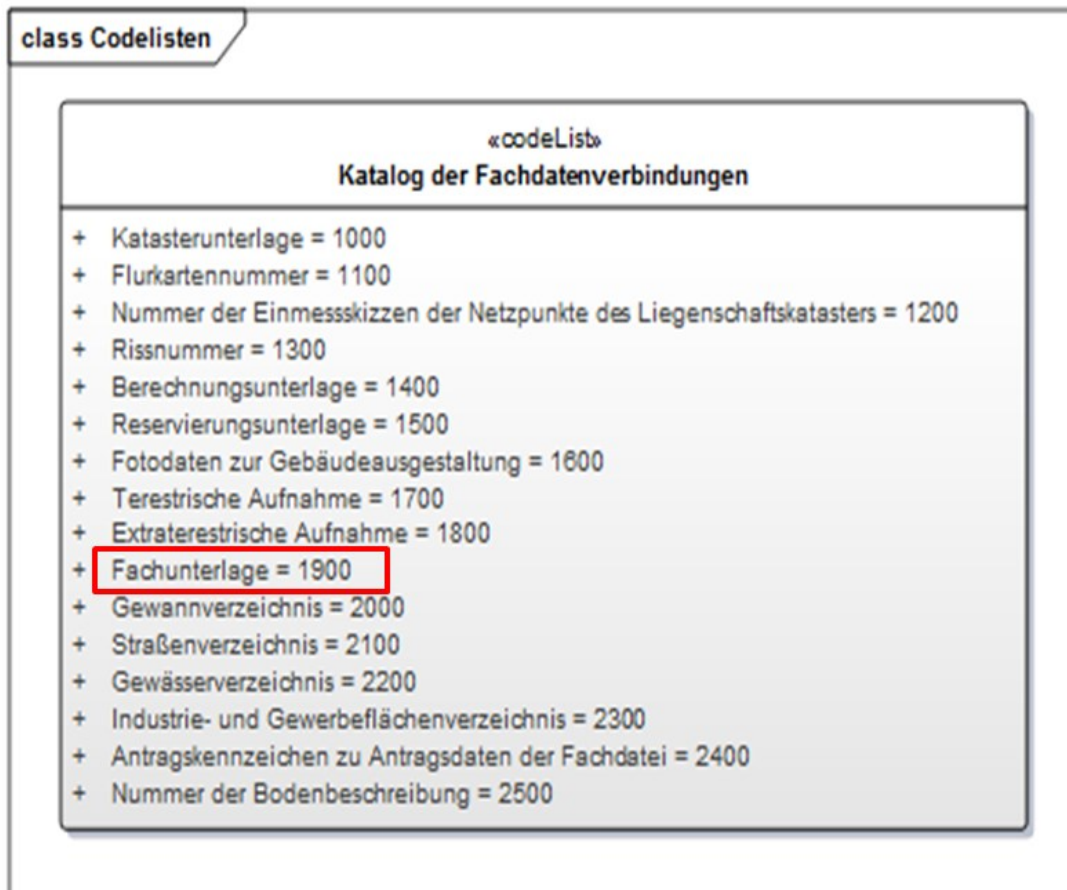 class Codelisten
«codeList»
Katalog der Fachdatenverbindungen
+ Katasterunterlage = 1000
+ Flurkartennummer = 1100
+ Nummer der Einmessskizzen der Netzpunkte des Liegenschaftskatasters = 1200
+ Rissnummer = 1300
+ Berechnungsunterlage = 1400
+ Reservierungsunterlage = 1500
+ Fotodaten zur Gebäudeausgestaltung = 1600
+ Terestrische Aufnahme = 1700
+ Extraterestrische Aufnahme = 1800
+ Fachunterlage = 1900
+ Gewannverzeichnis = 2000
+ Straßenverzeichnis = 2100
+ Gewässerverzeichnis = 2200
+ Industrie- und Gewerbeflächenverzeichnis = 2300
+ Antragskennzeichen zu Antragsdaten der Fachdatei = 2400
+ Nummer der Bodenbeschreibung = 2500